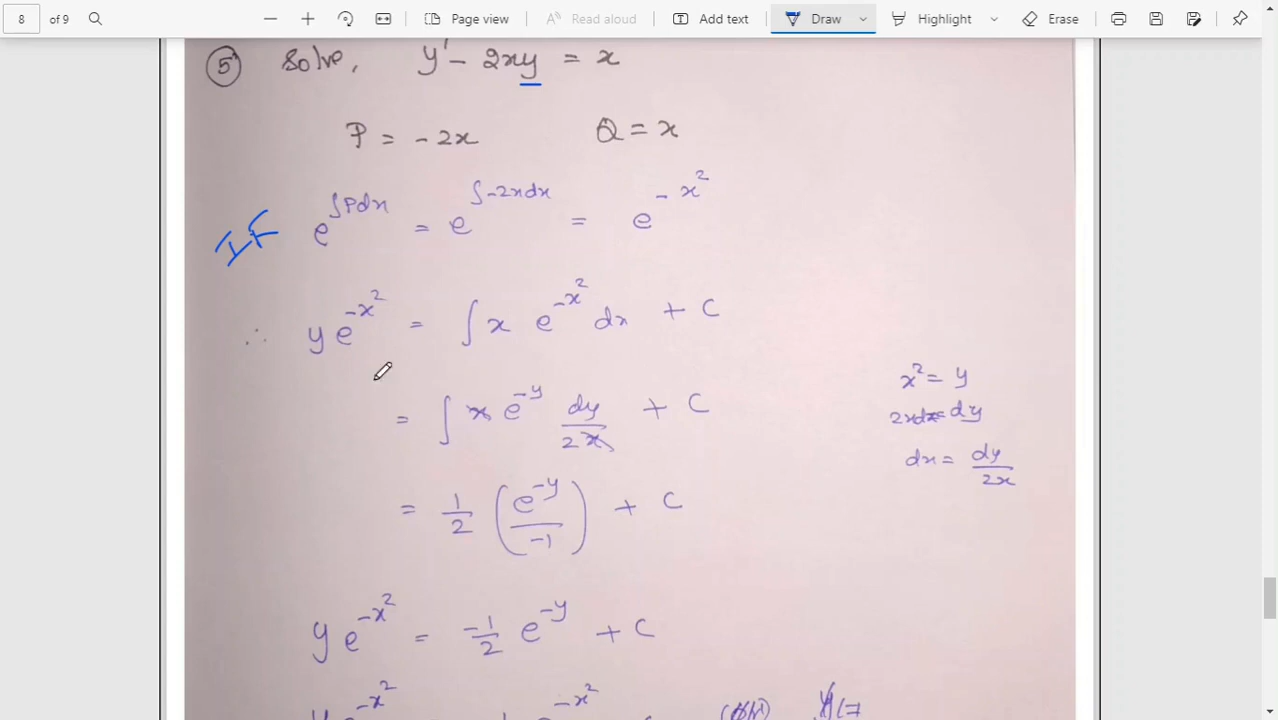 8 of 9 Page view Read aloud Add text Draw Highlight Erase
5 Solve, y' - 2xy = x
P = -2x Q = x
IF e^∫Pdx = e^∫-2xdx = e^-x²
∴ ye^-x² = ∫ x e^-x² dx + C
x² = y
= ∫ x e^-y dy/2x + C
2xdx = dy
dx = dy/2x
= 1/2 (e^-y/-1) + C
y e^-x² = -1/2 e^-y + C